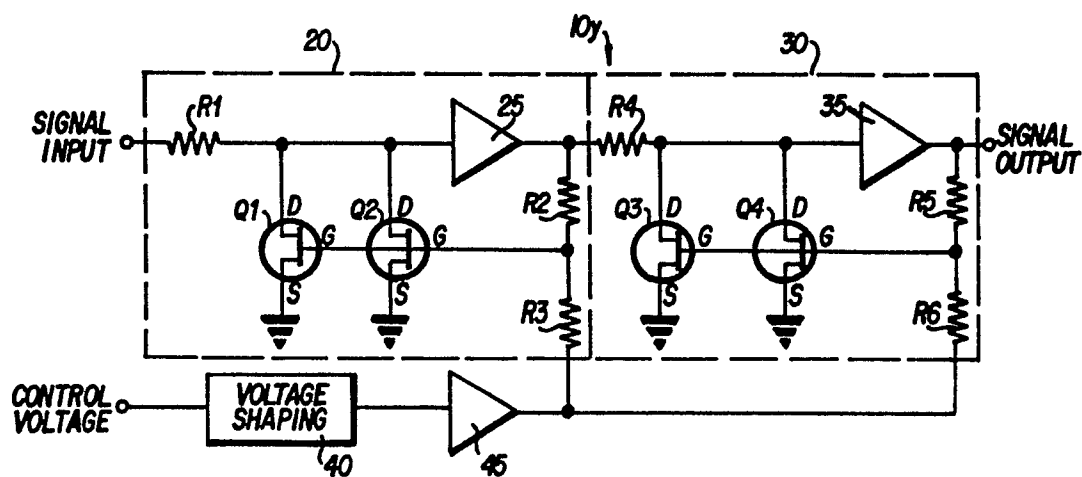 10y
20
30
R1
25
R4
35
SIGNAL
INPUT
SIGNAL
OUTPUT
R2
R5
Q1
D
G
S
Q2
D
G
S
Q3
D
G
S
Q4
D
G
S
R3
R6
CONTROL
VOLTAGE
VOLTAGE
SHAPING
40
45